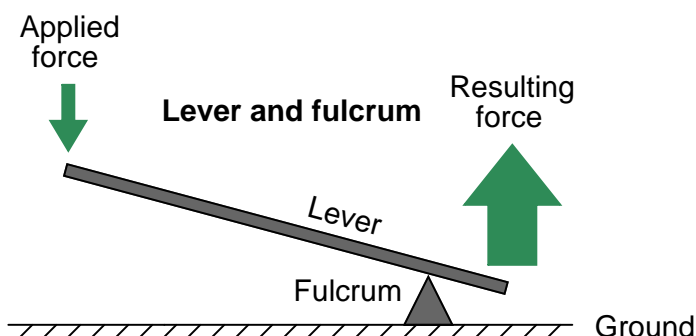 Applied
force
Lever and fulcrum
Resulting
force
Lever
Fulcrum
Ground